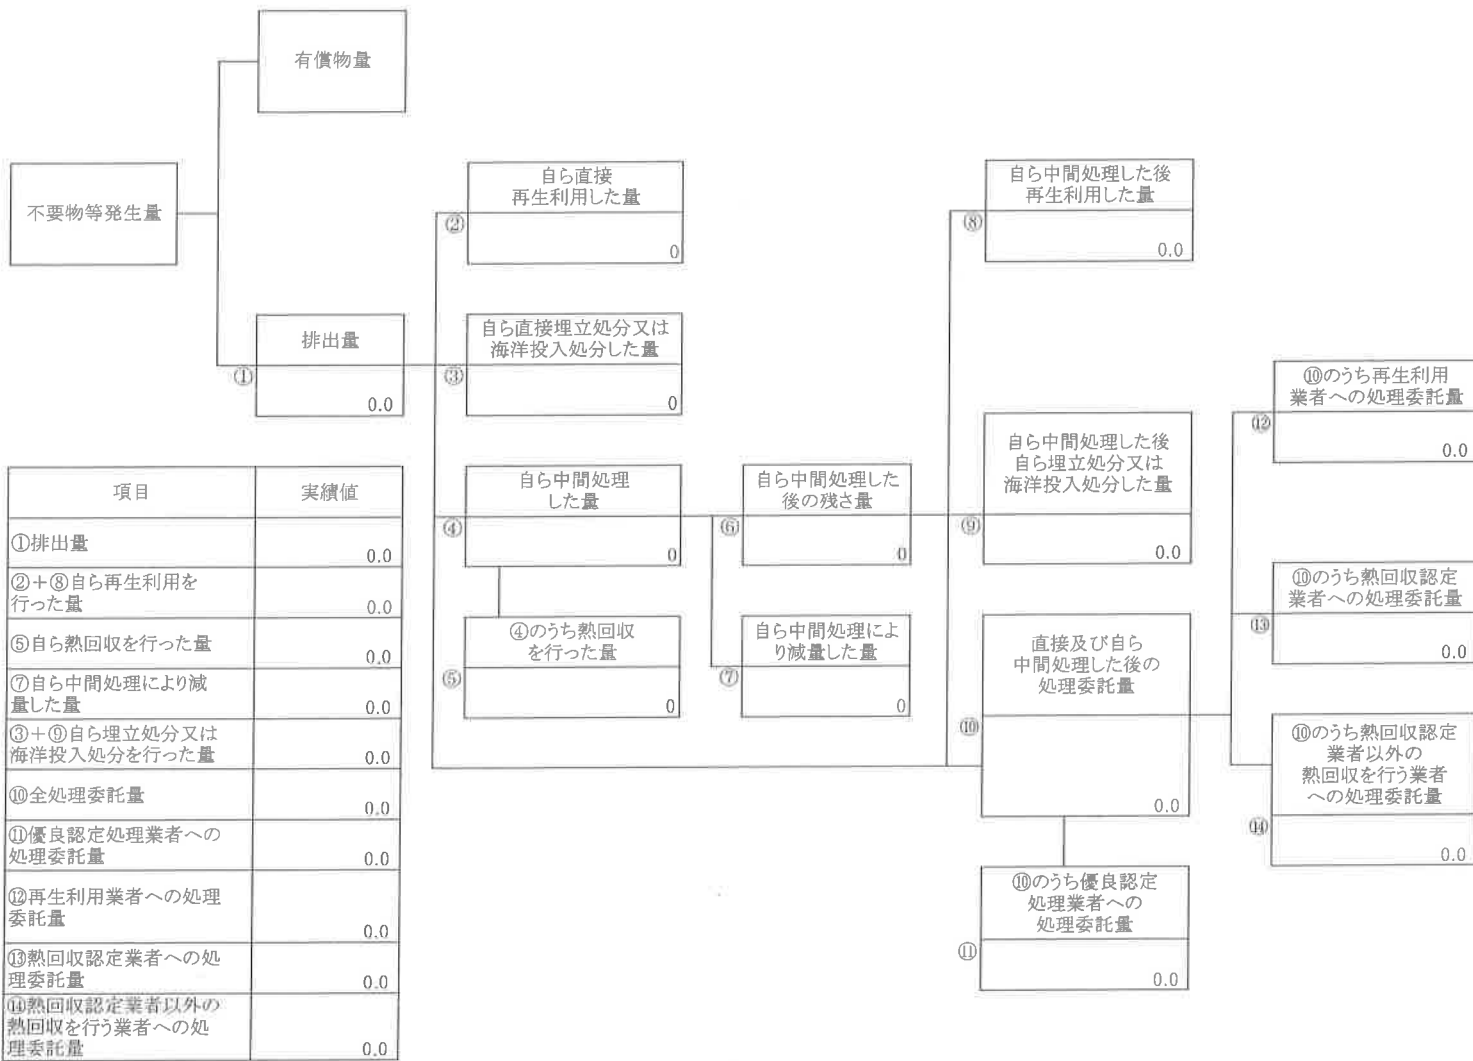 有償物量
不要物等発生量
排出量
①
0.0
自ら直接
再生利用した量
②
0
自ら直接埋立処分又は
海洋投入処分した量
③
0
自ら中間処理
した量
④
0
④のうち熱回収
を行った量
⑤
0
自ら中間処理した
後の残さ量
⑥
0
自ら中間処理によ
り減量した量
⑦
0
自ら中間処理した後
再生利用した量
⑧
0.0
自ら中間処理した後
自ら埋立処分又は
海洋投入処分した量
⑨
0.0
直接及び自ら
中間処理した後の
処理委託量
⑩
0.0
⑩のうち優良認定
処理業者への
処理委託量
⑪
0.0
⑩のうち再生利用
業者への処理委託量
⑫
0.0
⑩のうち熱回収認定
業者への処理委託量
⑬
0.0
⑩のうち熱回収認定
業者以外の
熱回収を行う業者
への処理委託量
⑭
0.0
項目 実績値
①排出量
0.0
②+⑧自ら再生利用を
行った量 0.0
⑤自ら熱回収を行った量
0.0
⑦自ら中間処理により減
量した量 0.0
③+⑨自ら埋立処分又は
海洋投入処分を行った量 0.0
⑩全処理委託量
0.0
⑪優良認定処理業者への
処理委託量 0.0
⑫再生利用業者への処理
委託量
0.0
⑬熱回収認定業者への処
理委託量 0.0
⑭熱回収認定業者以外の
熱回収を行う業者への処
理委託量 0.0